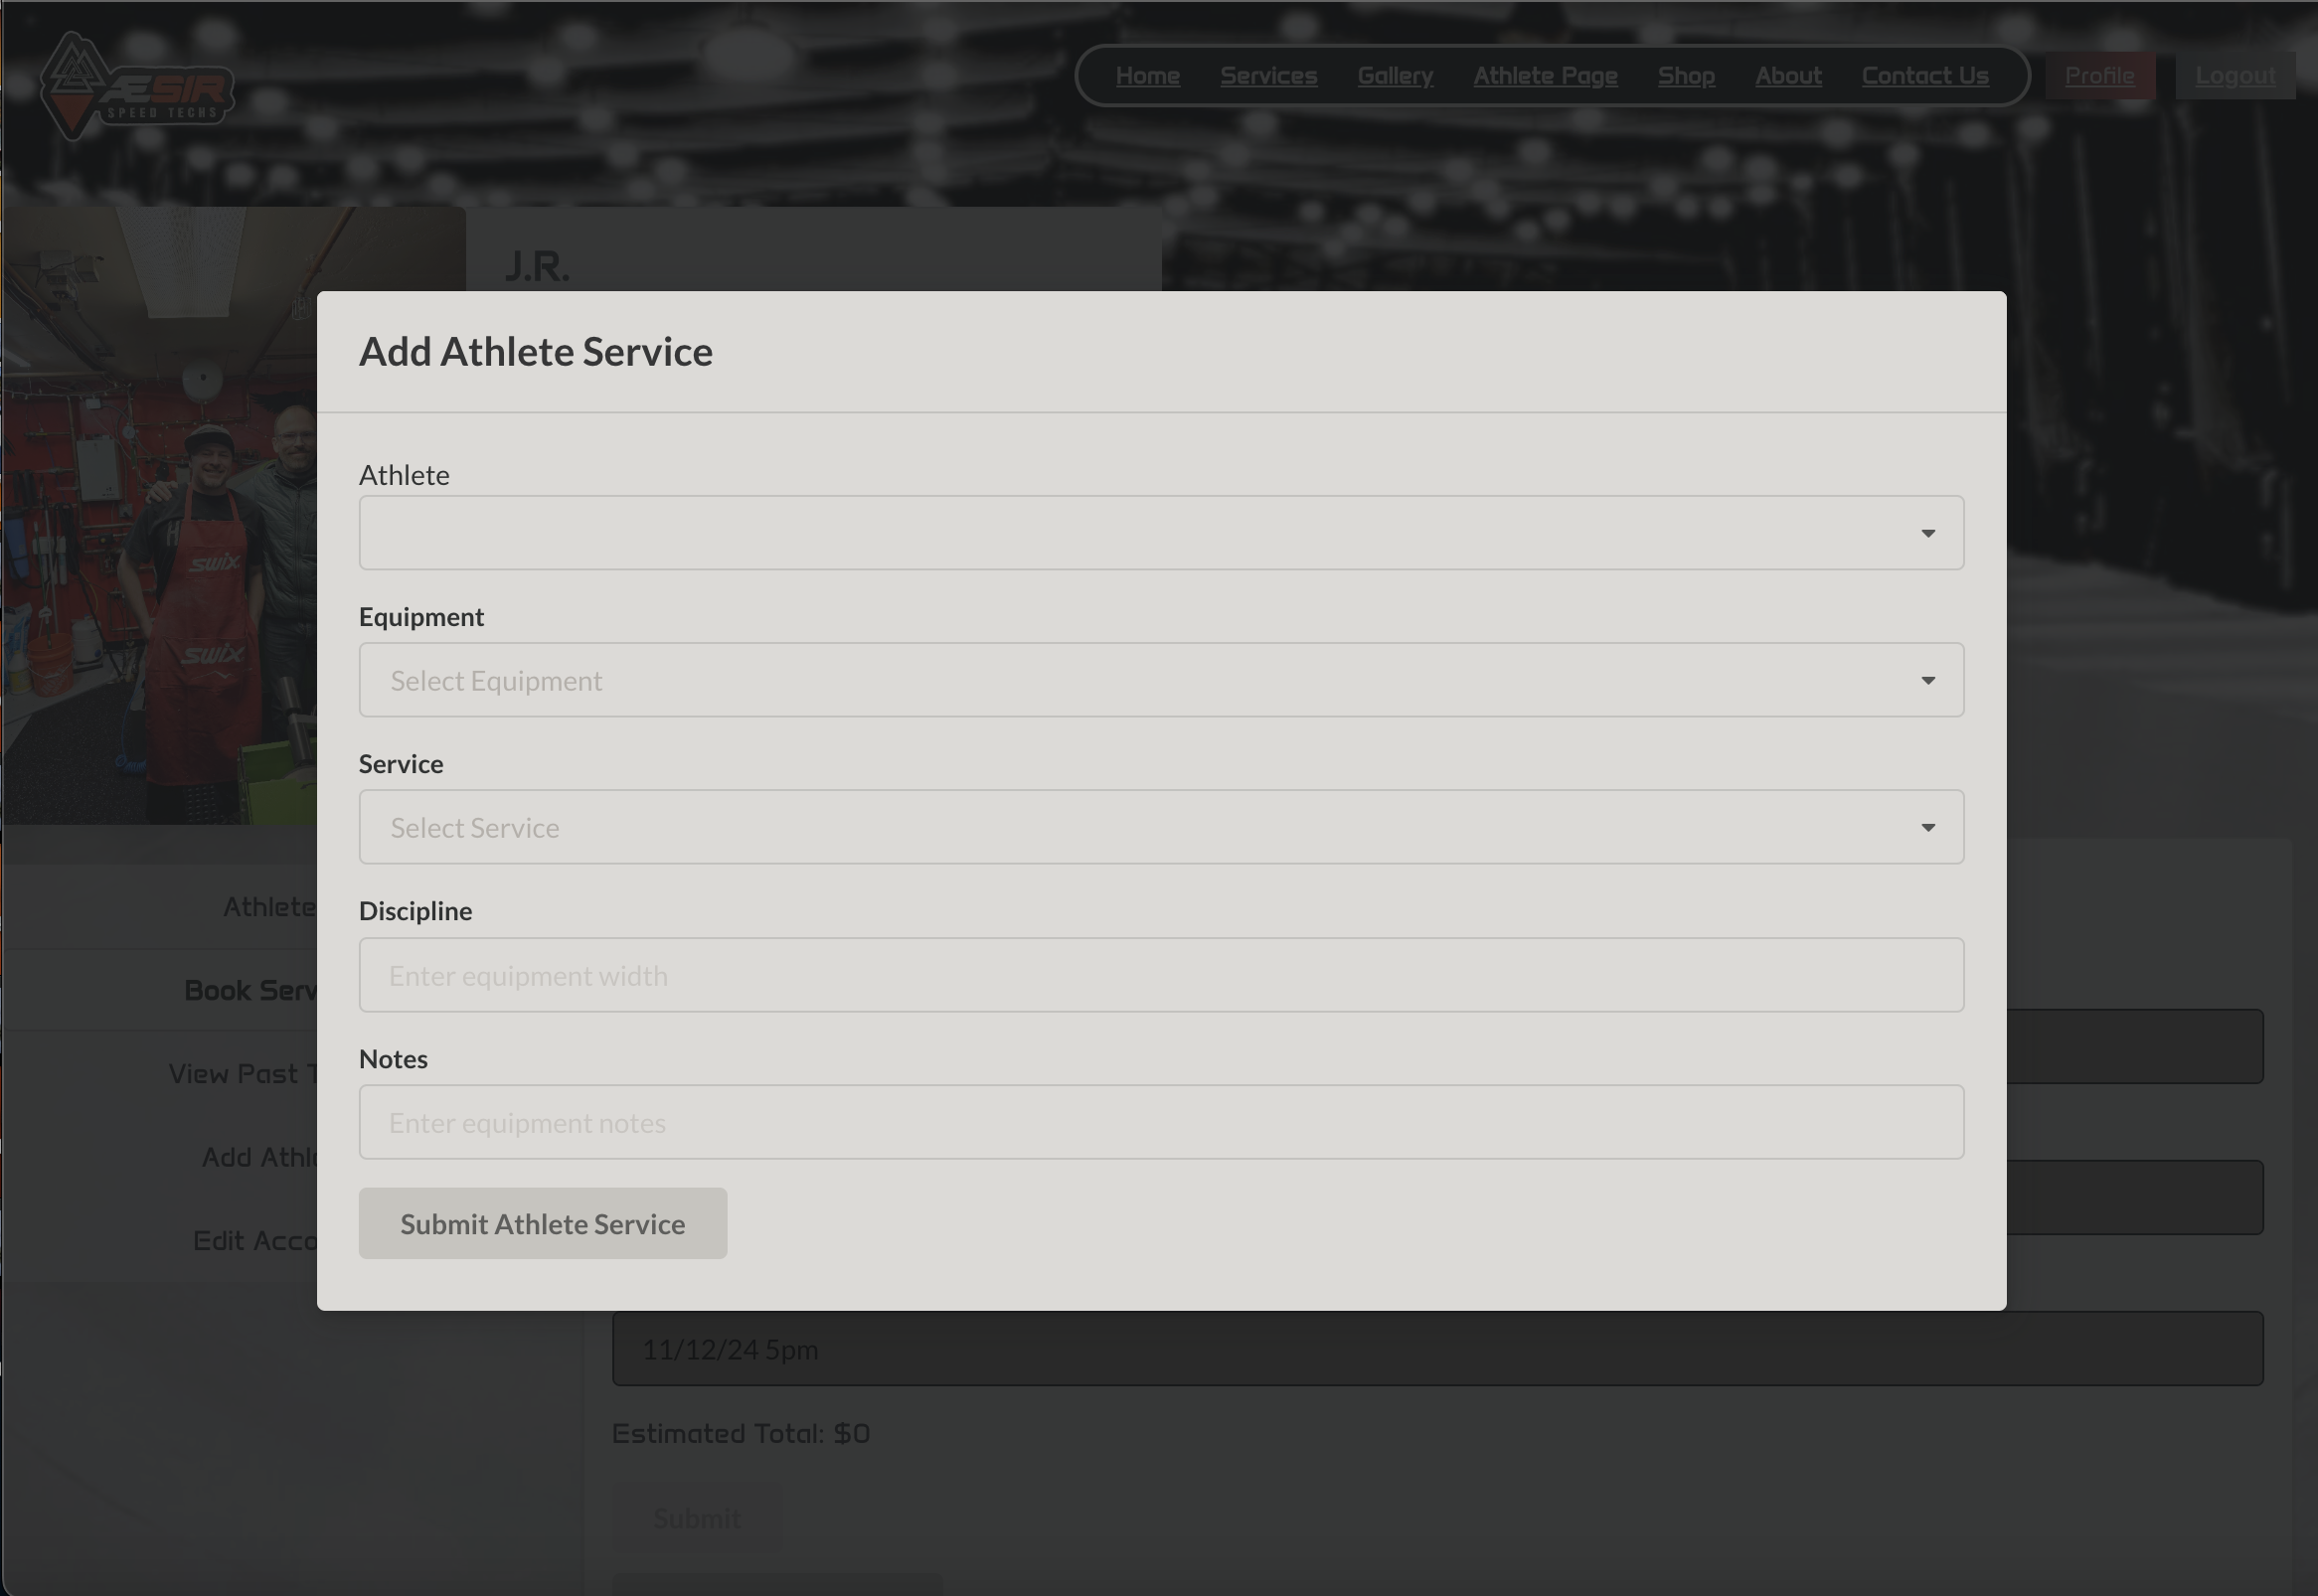 ÆSIR
SPEED TECHS
Home Services Gallery Athlete Page Shop About Contact Us Profile Logout
J.R.
swix
swix
Add Athlete Service
Athlete
Equipment
Select Equipment
Service
Select Service
Discipline
Enter equipment width
Notes
Enter equipment notes
Submit Athlete Service
Athlete
Book Serv
View Past T
Add Athl
Edit Acco
11/12/24 5pm
Estimated Total: $0
Submit